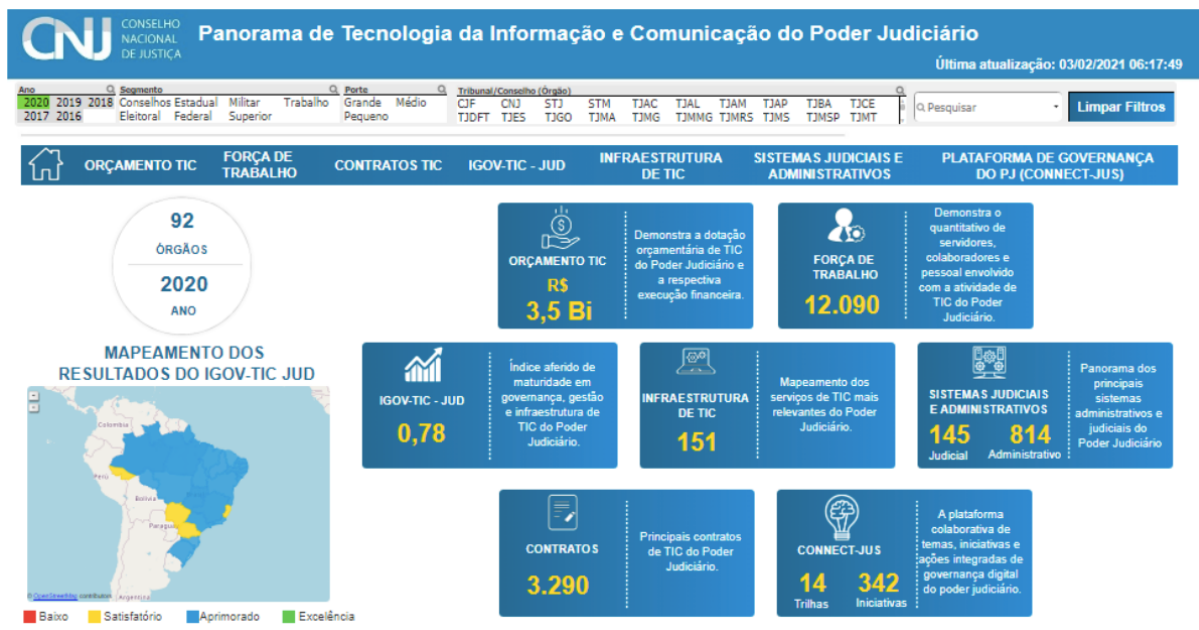 CNJ
CONSELHO
NACIONAL
DE JUSTIÇA
Panorama de Tecnologia da Informação e Comunicação do Poder Judiciário
Última atualização: 03/02/2021 06:17:49
Ano
2020 2019 2018
2017 2016
Segmento
Conselhos Estadual Militar Trabalho
Eleitoral Federal Superior
Porte
Grande Médio
Pequeno
Tribunal/Conselho (Órgão)
CJF CNJ STJ STM TJAC TJAL TJAM TJAP TJBA TJCE
TJDFT TJES TJGO TJMA TJMG TJMMG TJMRS TJMS TJMSP TJMT
Pesquisar
Limpar Filtros
ORÇAMENTO TIC
FORÇA DE
TRABALHO
CONTRATOS TIC
IGOV-TIC - JUD
INFRAESTRUTURA
DE TIC
SISTEMAS JUDICIAIS E
ADMINISTRATIVOS
PLATAFORMA DE GOVERNANÇA
DO PJ (CONNECT-JUS)
92
ÓRGÃOS
2020
ANO
ORÇAMENTO TIC
R$
3,5 Bi
Demonstra a dotação
orçamentária de TIC
do Poder Judiciário e
a respectiva
execução financeira.
FORÇA DE
TRABALHO
12.090
Demonstra o
quantitativo de
servidores,
colaboradores e
pessoal envolvido
com a atividade de
TIC do Poder
Judiciário.
MAPEAMENTO DOS
RESULTADOS DO IGOV-TIC JUD
Colombia
Perú
Bolivia
Paraguay
Argentina
© OpenStreetMap contributors
Baixo
Satisfatório
Aprimorado
Excelência
IGOV-TIC - JUD
0,78
Índice aferido de
maturidade em
governança, gestão
e infraestrutura de
TIC do Poder
Judiciário.
INFRAESTRUTURA
DE TIC
151
Mapeamento dos
serviços de TIC mais
relevantes do Poder
Judiciário.
SISTEMAS JUDICIAIS
E ADMINISTRATIVOS
145 814
Judicial Administrativo
Panorama dos
principais
sistemas
administrativos e
judiciais do
Poder Judiciário
CONTRATOS
3.290
Principais contratos
de TIC do Poder
Judiciário.
CONNECT-JUS
14 342
Trilhas Iniciativas
A plataforma
colaborativa de
temas, iniciativas e
ações integradas de
governança digital
do poder judiciário.